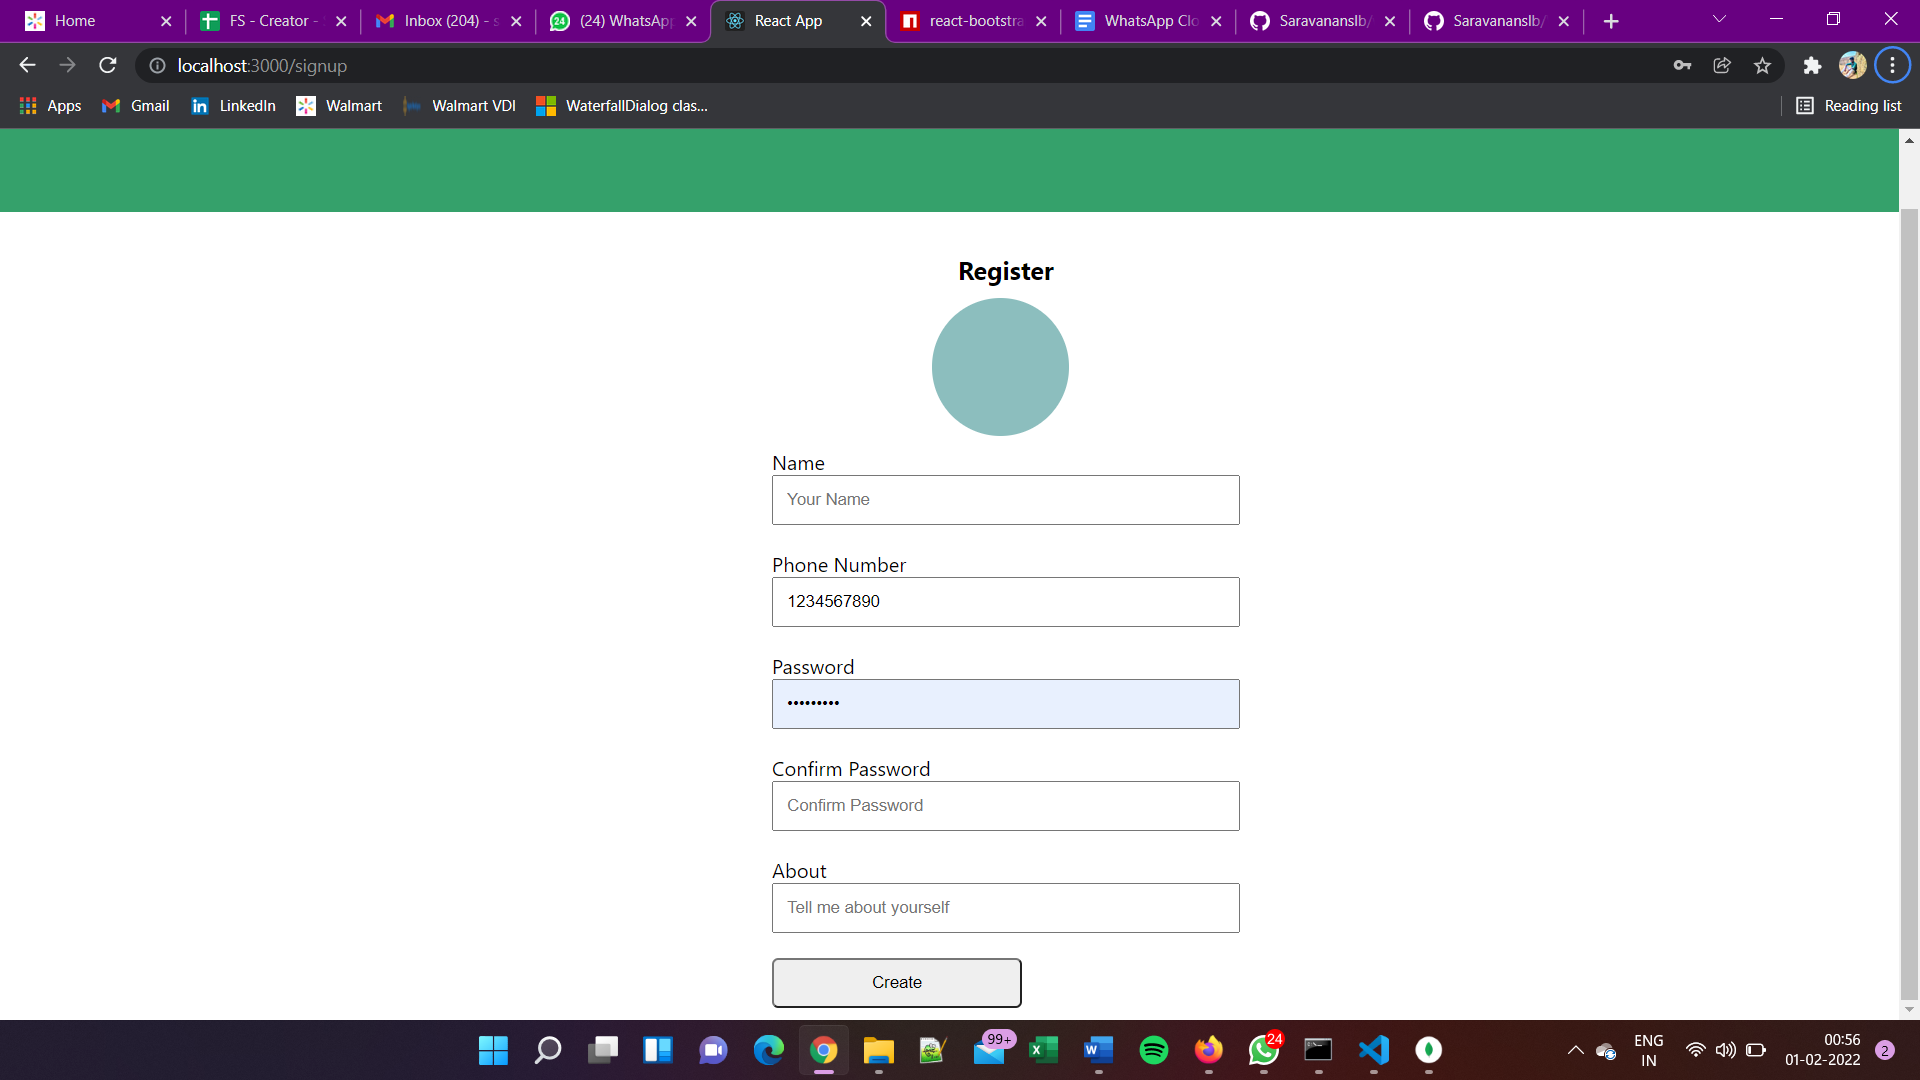 Home
FS - Creator -
Inbox (204) - s
(24) WhatsApp
React App
react-bootstra
WhatsApp Clo
Saravananslb/
Saravananslb/
localhost:3000/signup
Apps
Gmail
LinkedIn
Walmart
Walmart VDI
WaterfallDialog clas...
Reading list
Register
Name
Your Name
Phone Number
1234567890
Password
•••••••••
Confirm Password
Confirm Password
About
Tell me about yourself
Create
99+
24
ENG
IN
00:56
01-02-2022
2